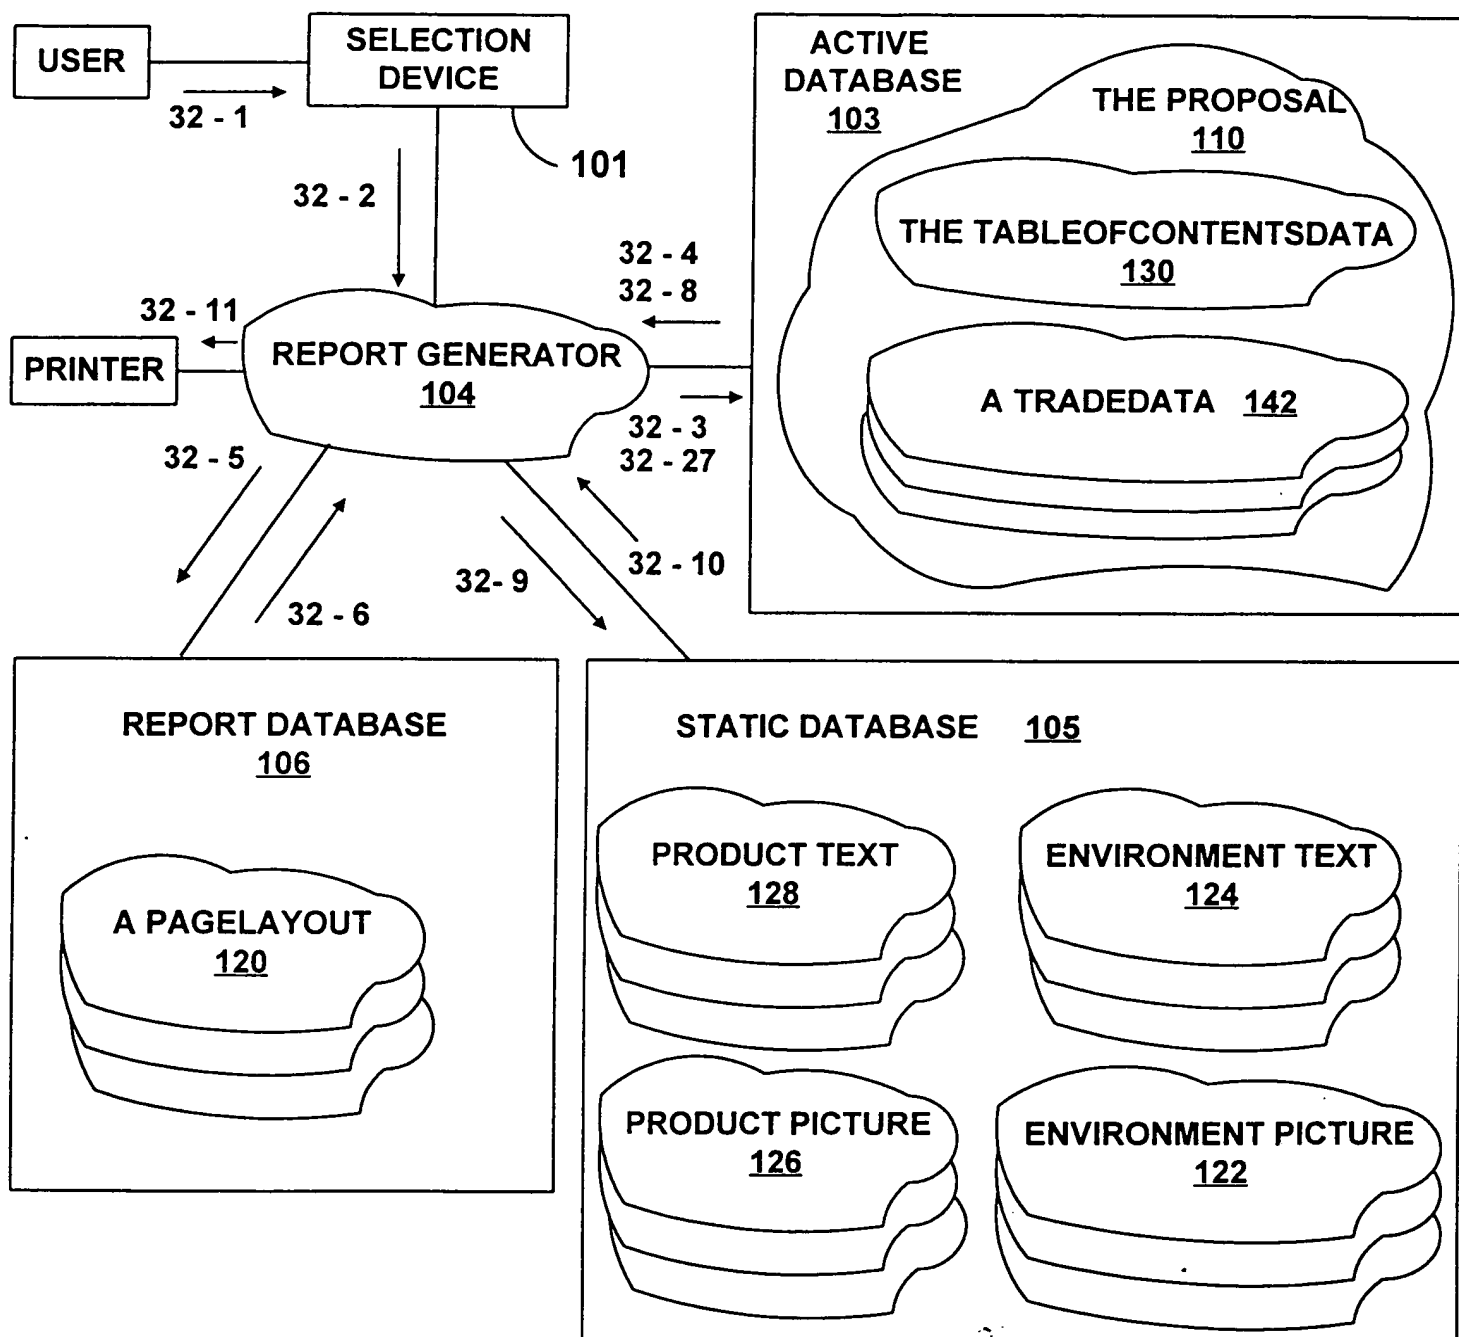 USER
SELECTION
DEVICE
32 - 1
101
32 - 2
ACTIVE
DATABASE
103
THE PROPOSAL
110
THE TABLEOFCONTENTSDATA
130
A TRADEDATA 142
32 - 4
32 - 8
32 - 11
PRINTER
REPORT GENERATOR
104
32 - 3
32 - 27
32 - 5
32 - 6
32- 9
32 - 10
REPORT DATABASE
106
A PAGELAYOUT
120
STATIC DATABASE 105
PRODUCT TEXT
128
ENVIRONMENT TEXT
124
PRODUCT PICTURE
126
ENVIRONMENT PICTURE
122